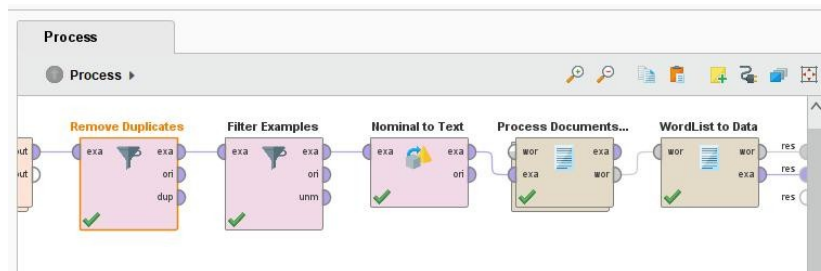 Process
Process
Remove Duplicates
Filter Examples
Nominal to Text
Process Documents...
WordList to Data
out
out
exa
exa
ori
dup
exa
exa
ori
unm
exa
exa
ori
wor
exa
exa
wor
wor
wor
exa
res
res
res